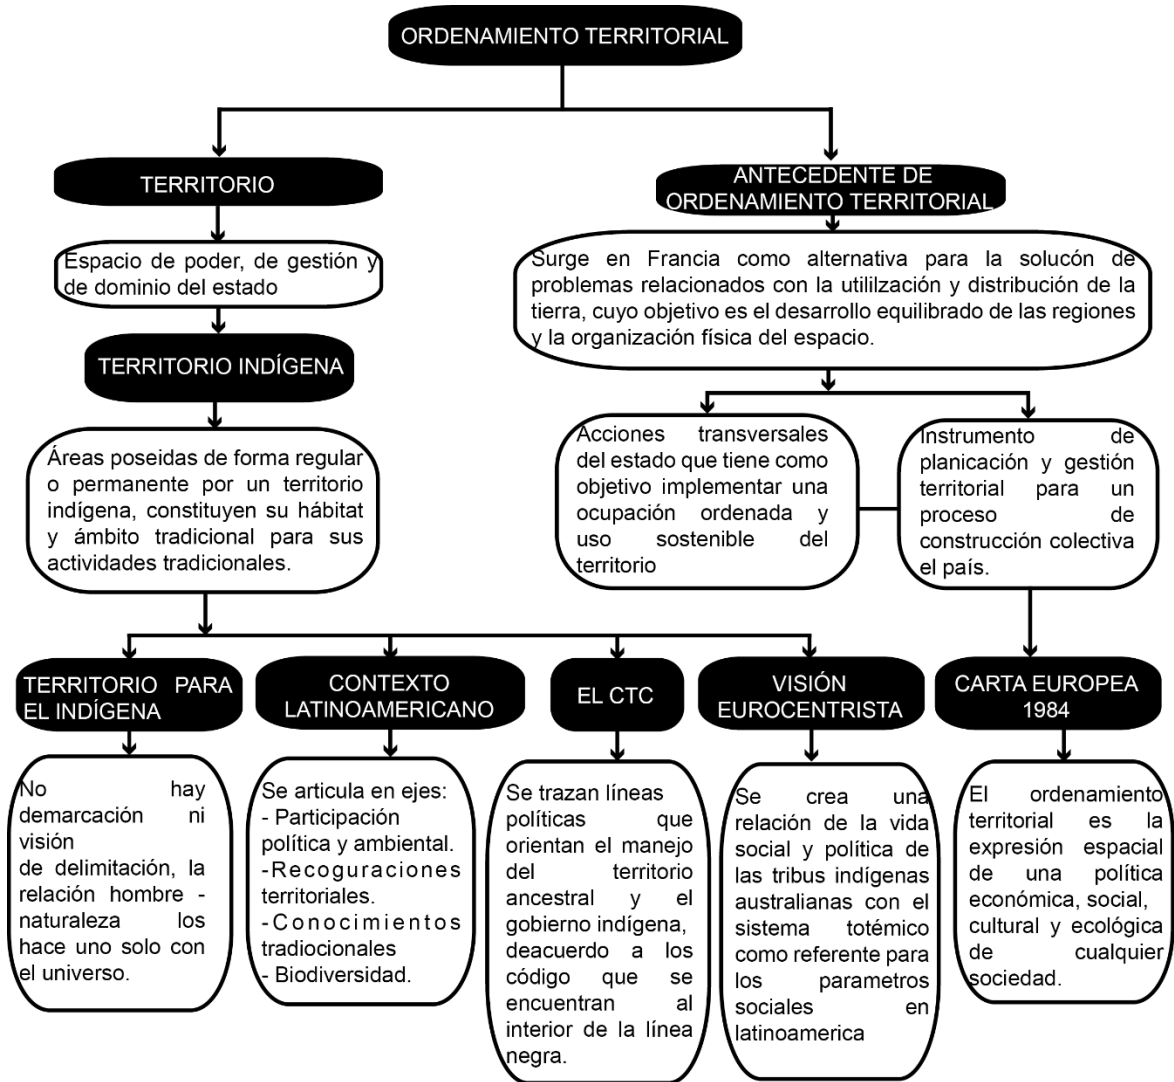 ORDENAMIENTO TERRITORIAL
TERRITORIO
Espacio de poder, de gestión y
de dominio del estado
TERRITORIO INDÍGENA
Áreas poseidas de forma regular
o permanente por un territorio
indígena, constituyen su hábitat
y ámbito tradicional para sus
actividades tradicionales.
ANTECEDENTE DE
ORDENAMIENTO TERRITORIAL
Surge en Francia como alternativa para la solucón de
problemas relacionados con la utililzación y distribución de la
tierra, cuyo objetivo es el desarrollo equilibrado de las regiones
y la organización física del espacio.
Acciones transversales
del estado que tiene como
objetivo implementar una
ocupación ordenada y
uso sostenible del
territorio
Instrumento de
planicación y gestión
territorial para un
proceso de
construcción colectiva
el país.
TERRITORIO PARA
EL INDÍGENA
No hay
demarcación ni
visión
de delimitación, la
relación hombre -
naturaleza los
hace uno solo con
el universo.
CONTEXTO
LATINOAMERICANO
Se articula en ejes:
- Participación
política y ambiental.
-Recoguraciones
territoriales.
-Conocimientos
tradiocionales
- Biodiversidad.
EL CTC
Se trazan líneas
políticas que
orientan el manejo
del territorio
ancestral y el
gobierno indígena,
deacuerdo a los
código que se
encuentran al
interior de la línea
negra.
VISIÓN
EUROCENTRISTA
Se crea una
relación de la vida
social y política de
las tribus indígenas
australianas con el
sistema totémico
como referente para
los parametros
sociales en
latinoamerica
CARTA EUROPEA
1984
El ordenamiento
territorial es la
expresión espacial
de una política
económica, social,
cultural y ecológica
de cualquier
sociedad.